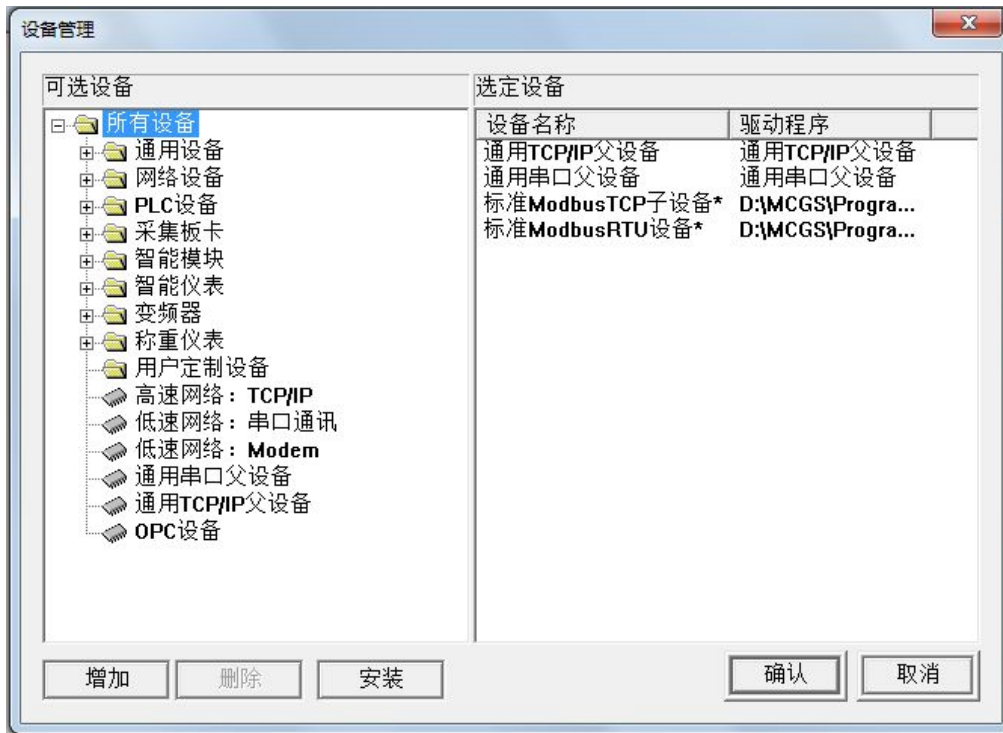 设备管理
可选设备
所有设备
通用设备
网络设备
PLC设备
采集板卡
智能模块
智能仪表
变频器
称重仪表
用户定制设备
高速网络：TCP/IP
低速网络：串口通讯
低速网络：Modem
通用串口父设备
通用TCP/IP父设备
OPC设备
选定设备
设备名称 驱动程序
通用TCP/IP父设备 通用TCP/IP父设备
通用串口父设备 通用串口父设备
标准ModbusTCP子设备* D:\MCGS\Progra...
标准ModbusRTU设备* D:\MCGS\Progra...
增加 删除 安装 确认 取消